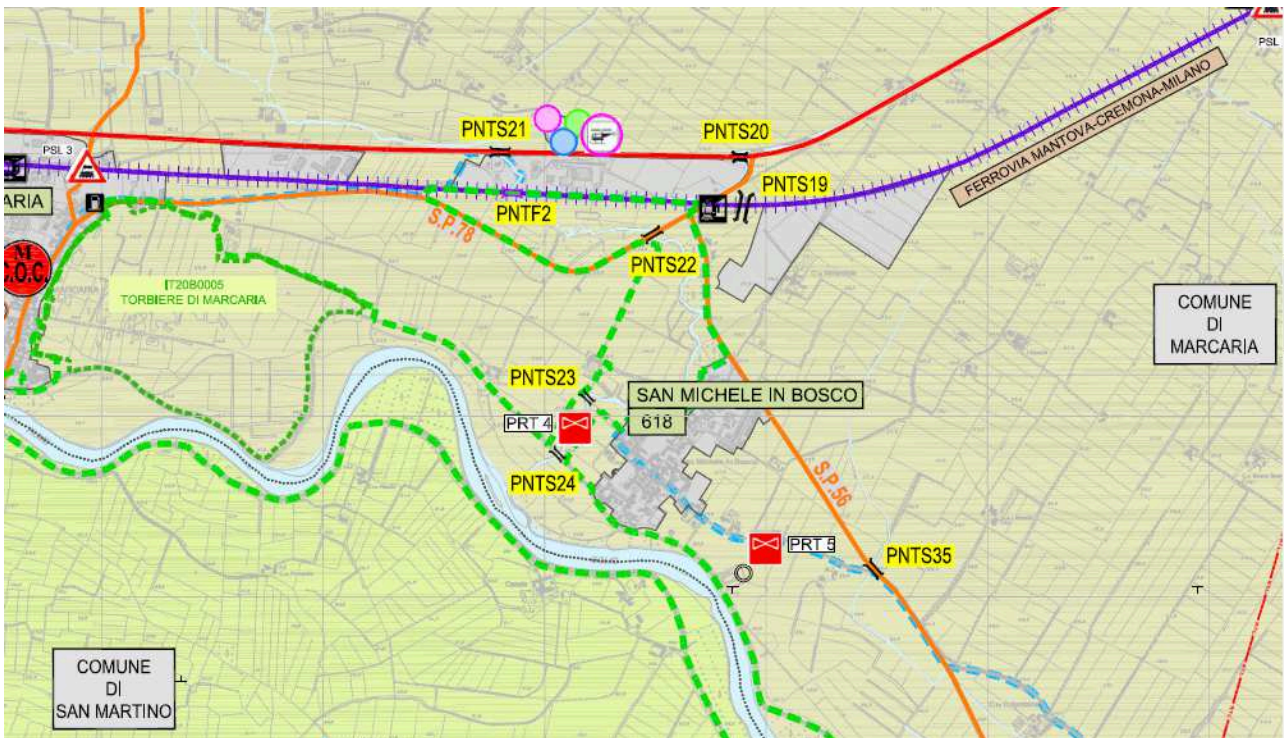 PSL
FERROVIA MANTOVA-CREMONA-MILANO
PNTS21
PNTS20
PSL 3
PNTS19
ARIA
PNTF2
S.P.78
PNTS22
M
C.O.C.
IT20B0005
TORBIERE DI MARCARIA
COMUNE
DI
MARCARIA
PNTS23
SAN MICHELE IN BOSCO
618
PRT 4
PNTS24
S.P.56
PRT 5
PNTS35
COMUNE
DI
SAN MARTINO